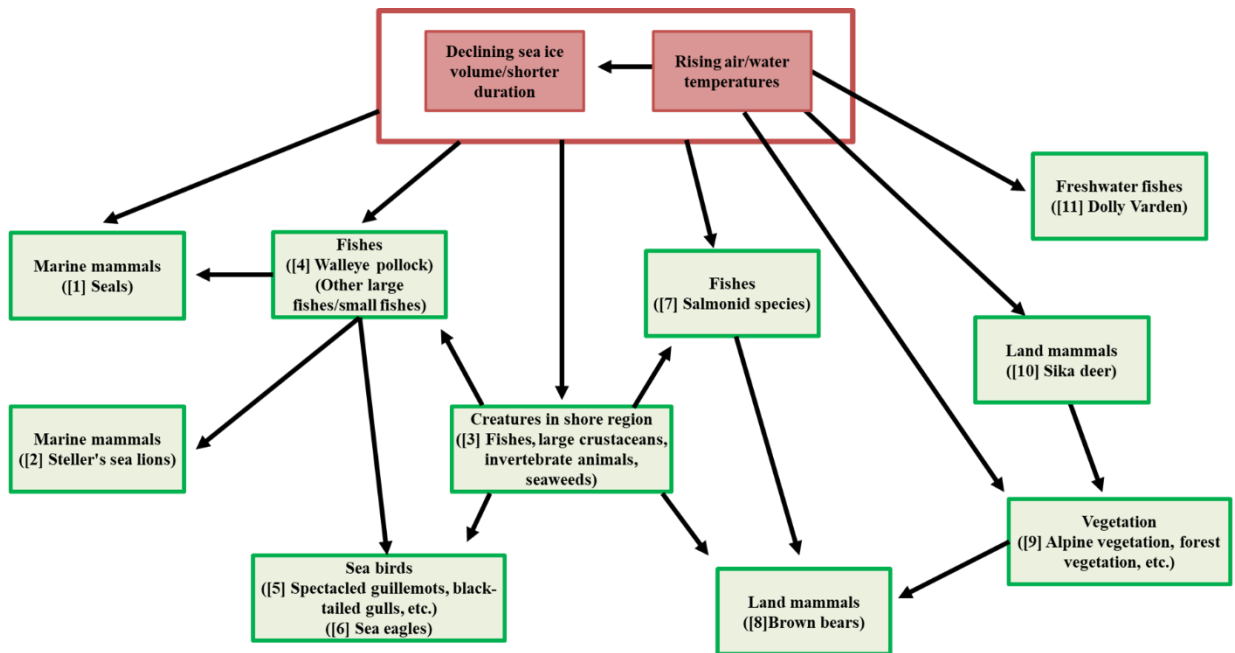 Declining sea ice
volume/shorter
duration
Rising air/water
temperatures
Freshwater fishes
([11] Dolly Varden)
Marine mammals
([1] Seals)
Fishes
([4] Walleye pollock)
(Other large
fishes/small fishes)
Fishes
([7] Salmonid species)
Land mammals
([10] Sika deer)
Marine mammals
([2] Steller's sea lions)
Creatures in shore region
([3] Fishes, large crustaceans,
invertebrate animals,
seaweeds)
Vegetation
([9] Alpine vegetation, forest
vegetation, etc.)
Sea birds
([5] Spectacled guillemots, black-
tailed gulls, etc.)
([6] Sea eagles)
Land mammals
([8]Brown bears)